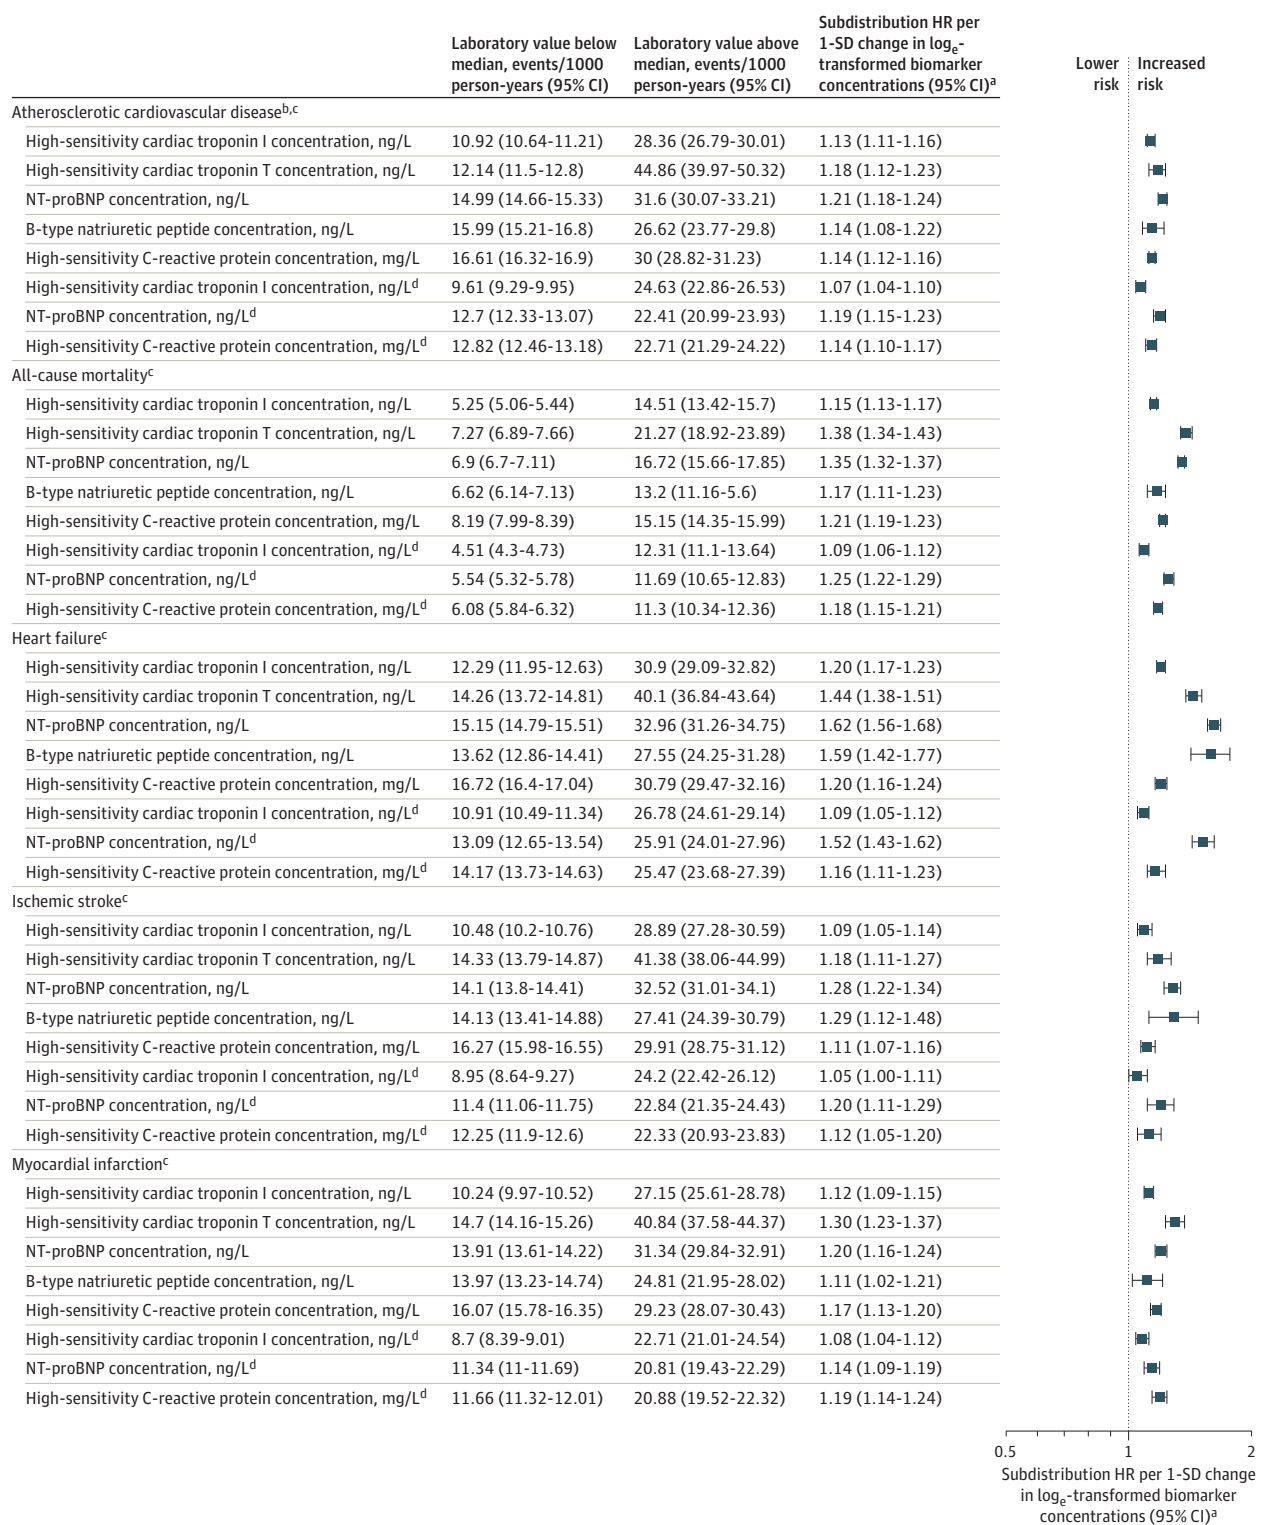 Laboratory value below median, events/1000 person-years (95% CI) Laboratory value above median, events/1000 person-years (95% CI) Subdistribution HR per 1-SD change in logₑ-transformed biomarker concentrations (95% CI)ᵃ Lower risk Increased risk
Atherosclerotic cardiovascular diseaseᵇ,ᶜ
High-sensitivity cardiac troponin I concentration, ng/L 10.92 (10.64-11.21) 28.36 (26.79-30.01) 1.13 (1.11-1.16)
High-sensitivity cardiac troponin T concentration, ng/L 12.14 (11.5-12.8) 44.86 (39.97-50.32) 1.18 (1.12-1.23)
NT-proBNP concentration, ng/L 14.99 (14.66-15.33) 31.6 (30.07-33.21) 1.21 (1.18-1.24)
B-type natriuretic peptide concentration, ng/L 15.99 (15.21-16.8) 26.62 (23.77-29.8) 1.14 (1.08-1.22)
High-sensitivity C-reactive protein concentration, mg/L 16.61 (16.32-16.9) 30 (28.82-31.23) 1.14 (1.12-1.16)
High-sensitivity cardiac troponin I concentration, ng/Lᵈ 9.61 (9.29-9.95) 24.63 (22.86-26.53) 1.07 (1.04-1.10)
NT-proBNP concentration, ng/Lᵈ 12.7 (12.33-13.07) 22.41 (20.99-23.93) 1.19 (1.15-1.23)
High-sensitivity C-reactive protein concentration, mg/Lᵈ 12.82 (12.46-13.18) 22.71 (21.29-24.22) 1.14 (1.10-1.17)
All-cause mortalityᶜ
High-sensitivity cardiac troponin I concentration, ng/L 5.25 (5.06-5.44) 14.51 (13.42-15.7) 1.15 (1.13-1.17)
High-sensitivity cardiac troponin T concentration, ng/L 7.27 (6.89-7.66) 21.27 (18.92-23.89) 1.38 (1.34-1.43)
NT-proBNP concentration, ng/L 6.9 (6.7-7.11) 16.72 (15.66-17.85) 1.35 (1.32-1.37)
B-type natriuretic peptide concentration, ng/L 6.62 (6.14-7.13) 13.2 (11.16-5.6) 1.17 (1.11-1.23)
High-sensitivity C-reactive protein concentration, mg/L 8.19 (7.99-8.39) 15.15 (14.35-15.99) 1.21 (1.19-1.23)
High-sensitivity cardiac troponin I concentration, ng/Lᵈ 4.51 (4.3-4.73) 12.31 (11.1-13.64) 1.09 (1.06-1.12)
NT-proBNP concentration, ng/Lᵈ 5.54 (5.32-5.78) 11.69 (10.65-12.83) 1.25 (1.22-1.29)
High-sensitivity C-reactive protein concentration, mg/Lᵈ 6.08 (5.84-6.32) 11.3 (10.34-12.36) 1.18 (1.15-1.21)
Heart failureᶜ
High-sensitivity cardiac troponin I concentration, ng/L 12.29 (11.95-12.63) 30.9 (29.09-32.82) 1.20 (1.17-1.23)
High-sensitivity cardiac troponin T concentration, ng/L 14.26 (13.72-14.81) 40.1 (36.84-43.64) 1.44 (1.38-1.51)
NT-proBNP concentration, ng/L 15.15 (14.79-15.51) 32.96 (31.26-34.75) 1.62 (1.56-1.68)
B-type natriuretic peptide concentration, ng/L 13.62 (12.86-14.41) 27.55 (24.25-31.28) 1.59 (1.42-1.77)
High-sensitivity C-reactive protein concentration, mg/L 16.72 (16.4-17.04) 30.79 (29.47-32.16) 1.20 (1.16-1.24)
High-sensitivity cardiac troponin I concentration, ng/Lᵈ 10.91 (10.49-11.34) 26.78 (24.61-29.14) 1.09 (1.05-1.12)
NT-proBNP concentration, ng/Lᵈ 13.09 (12.65-13.54) 25.91 (24.01-27.96) 1.52 (1.43-1.62)
High-sensitivity C-reactive protein concentration, mg/Lᵈ 14.17 (13.73-14.63) 25.47 (23.68-27.39) 1.16 (1.11-1.23)
Ischemic strokeᶜ
High-sensitivity cardiac troponin I concentration, ng/L 10.48 (10.2-10.76) 28.89 (27.28-30.59) 1.09 (1.05-1.14)
High-sensitivity cardiac troponin T concentration, ng/L 14.33 (13.79-14.87) 41.38 (38.06-44.99) 1.18 (1.11-1.27)
NT-proBNP concentration, ng/L 14.1 (13.8-14.41) 32.52 (31.01-34.1) 1.28 (1.22-1.34)
B-type natriuretic peptide concentration, ng/L 14.13 (13.41-14.88) 27.41 (24.39-30.79) 1.29 (1.12-1.48)
High-sensitivity C-reactive protein concentration, mg/L 16.27 (15.98-16.55) 29.91 (28.75-31.12) 1.11 (1.07-1.16)
High-sensitivity cardiac troponin I concentration, ng/Lᵈ 8.95 (8.64-9.27) 24.2 (22.42-26.12) 1.05 (1.00-1.11)
NT-proBNP concentration, ng/Lᵈ 11.4 (11.06-11.75) 22.84 (21.35-24.43) 1.20 (1.11-1.29)
High-sensitivity C-reactive protein concentration, mg/Lᵈ 12.25 (11.9-12.6) 22.33 (20.93-23.83) 1.12 (1.05-1.20)
Myocardial infarctionᶜ
High-sensitivity cardiac troponin I concentration, ng/L 10.24 (9.97-10.52) 27.15 (25.61-28.78) 1.12 (1.09-1.15)
High-sensitivity cardiac troponin T concentration, ng/L 14.7 (14.16-15.26) 40.84 (37.58-44.37) 1.30 (1.23-1.37)
NT-proBNP concentration, ng/L 13.91 (13.61-14.22) 31.34 (29.84-32.91) 1.20 (1.16-1.24)
B-type natriuretic peptide concentration, ng/L 13.97 (13.23-14.74) 24.81 (21.95-28.02) 1.11 (1.02-1.21)
High-sensitivity C-reactive protein concentration, mg/L 16.07 (15.78-16.35) 29.23 (28.07-30.43) 1.17 (1.13-1.20)
High-sensitivity cardiac troponin I concentration, ng/Lᵈ 8.7 (8.39-9.01) 22.71 (21.01-24.54) 1.08 (1.04-1.12)
NT-proBNP concentration, ng/Lᵈ 11.34 (11-11.69) 20.81 (19.43-22.29) 1.14 (1.09-1.19)
High-sensitivity C-reactive protein concentration, mg/Lᵈ 11.66 (11.32-12.01) 20.88 (19.52-22.32) 1.19 (1.14-1.24)
0.5 1 2
Subdistribution HR per 1-SD change
in logₑ-transformed biomarker
concentrations (95% CI)ᵃ